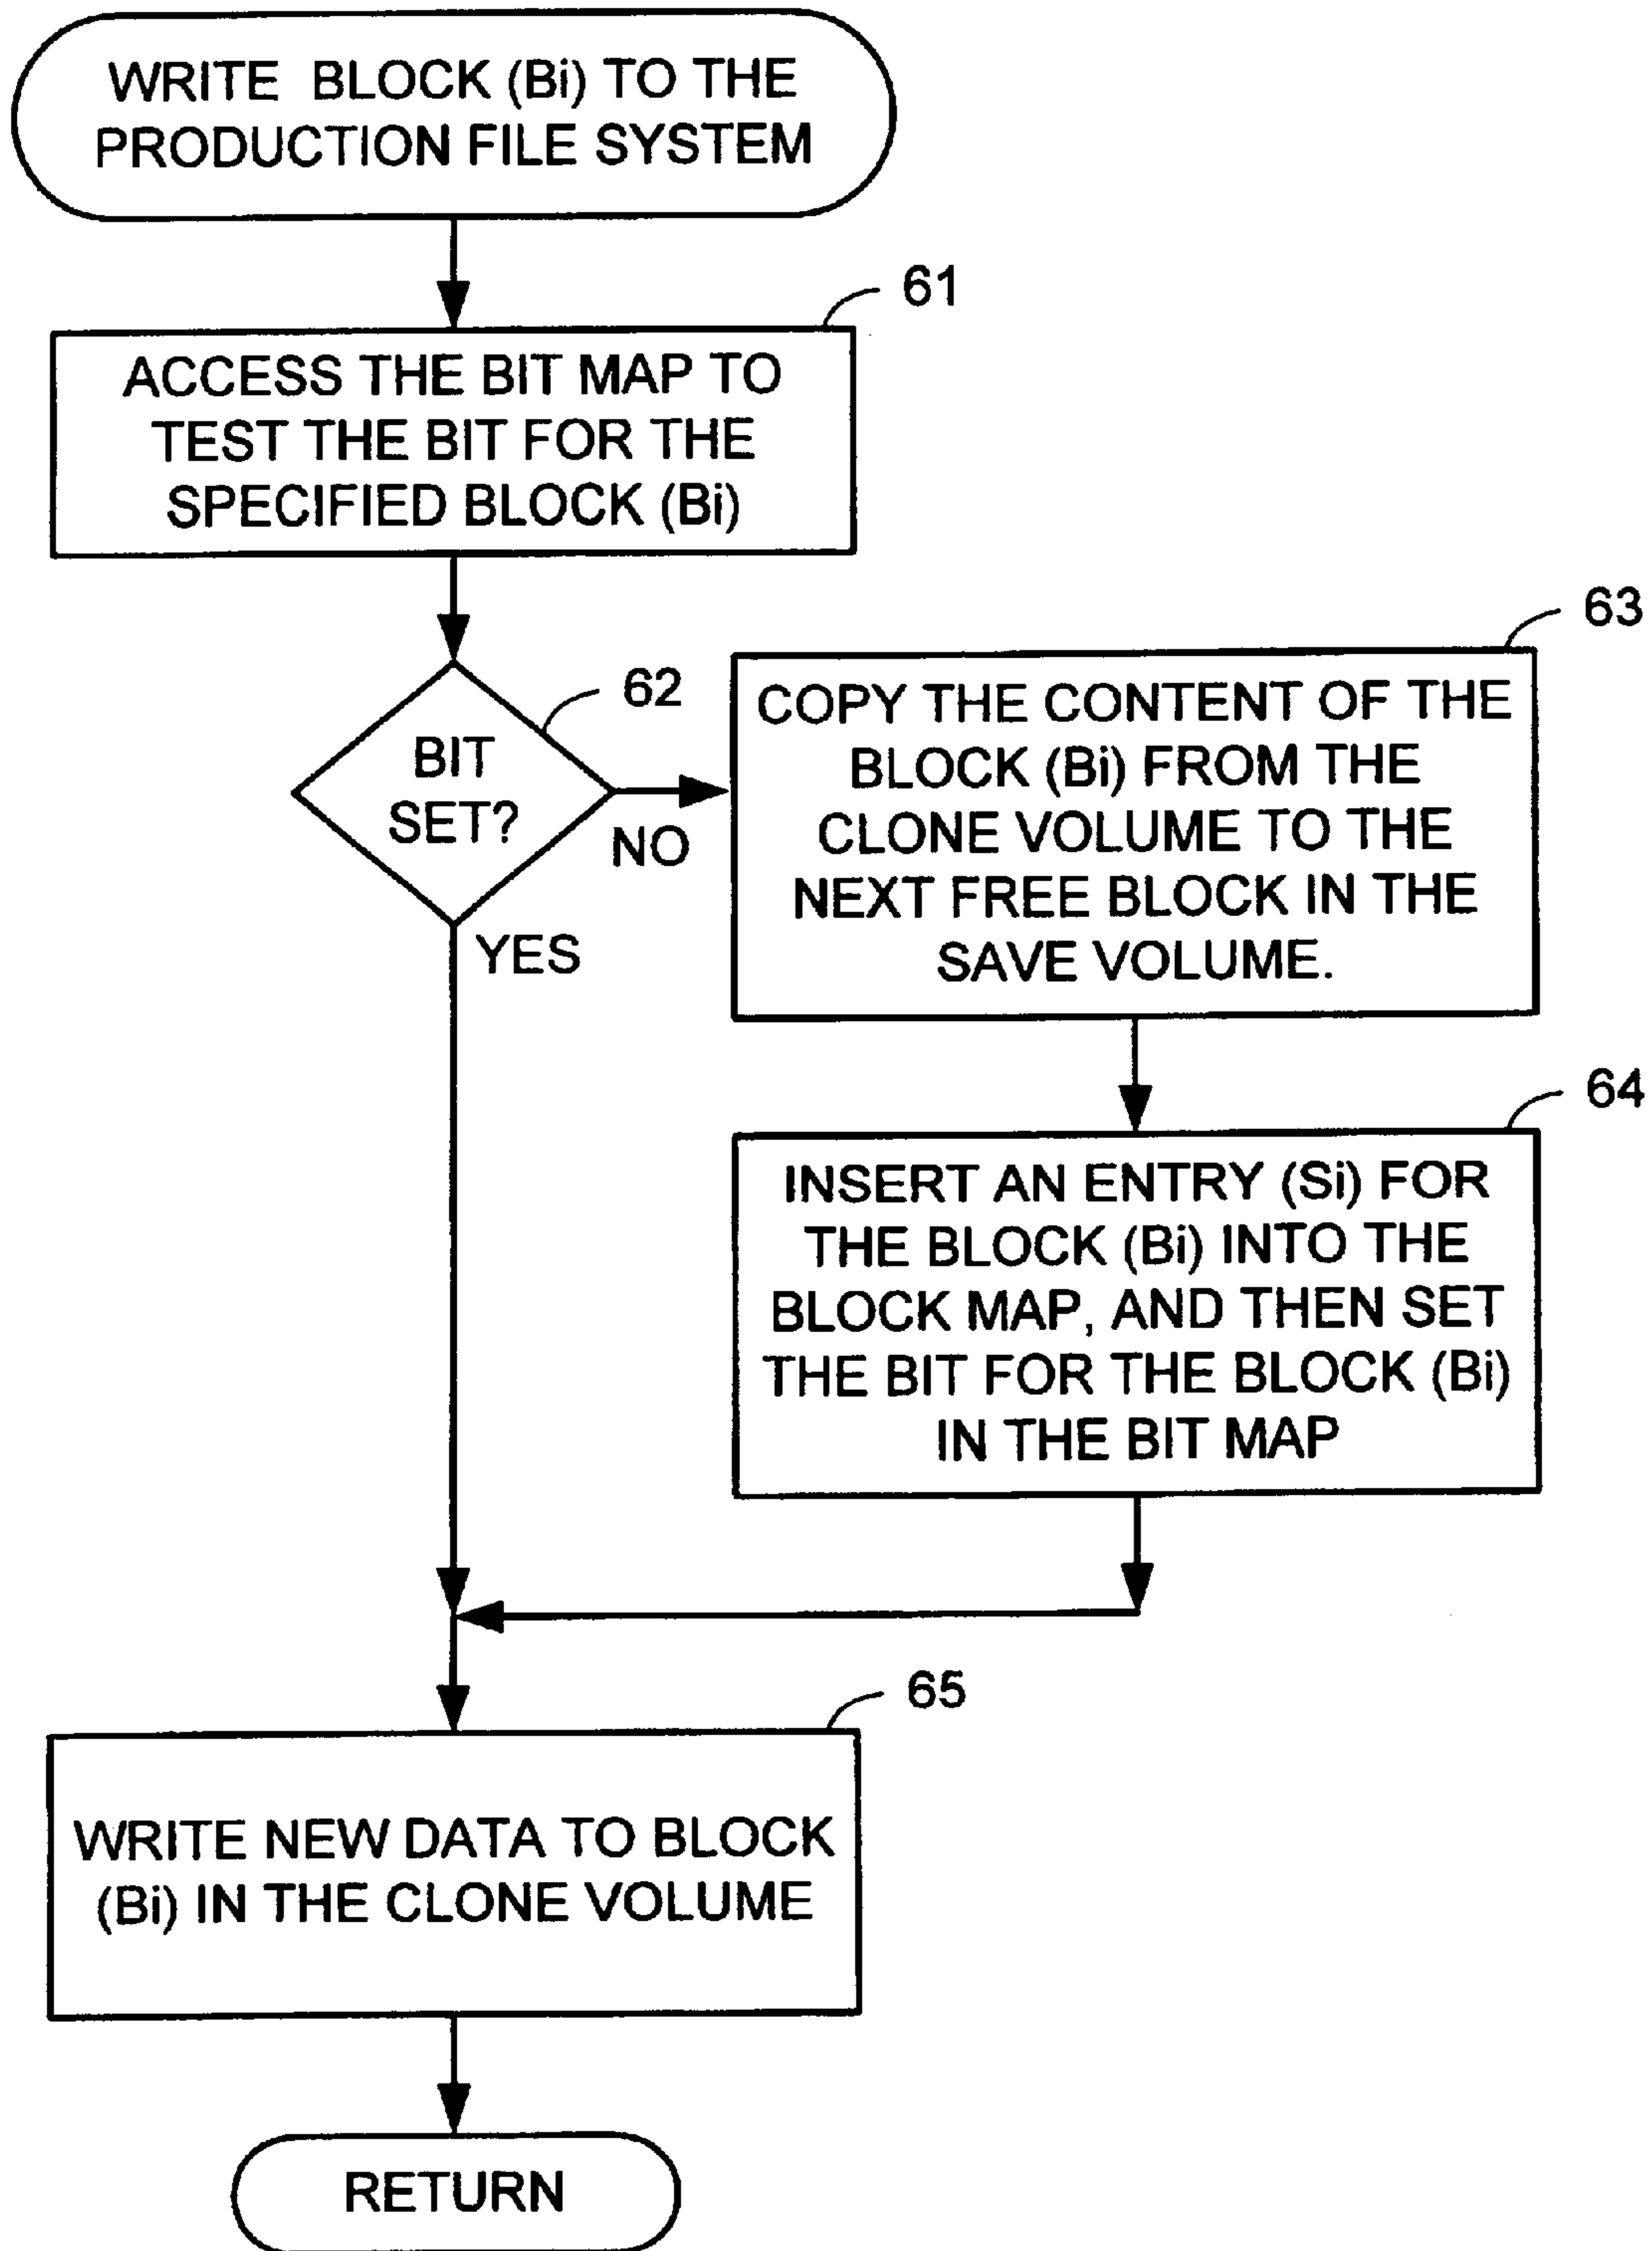 WRITE BLOCK (Bi) TO THE
PRODUCTION FILE SYSTEM
61
ACCESS THE BIT MAP TO
TEST THE BIT FOR THE
SPECIFIED BLOCK (Bi)
62
BIT
SET?
NO
YES
63
COPY THE CONTENT OF THE
BLOCK (Bi) FROM THE
CLONE VOLUME TO THE
NEXT FREE BLOCK IN THE
SAVE VOLUME.
64
INSERT AN ENTRY (Si) FOR
THE BLOCK (Bi) INTO THE
BLOCK MAP, AND THEN SET
THE BIT FOR THE BLOCK (Bi)
IN THE BIT MAP
65
WRITE NEW DATA TO BLOCK
(Bi) IN THE CLONE VOLUME
RETURN